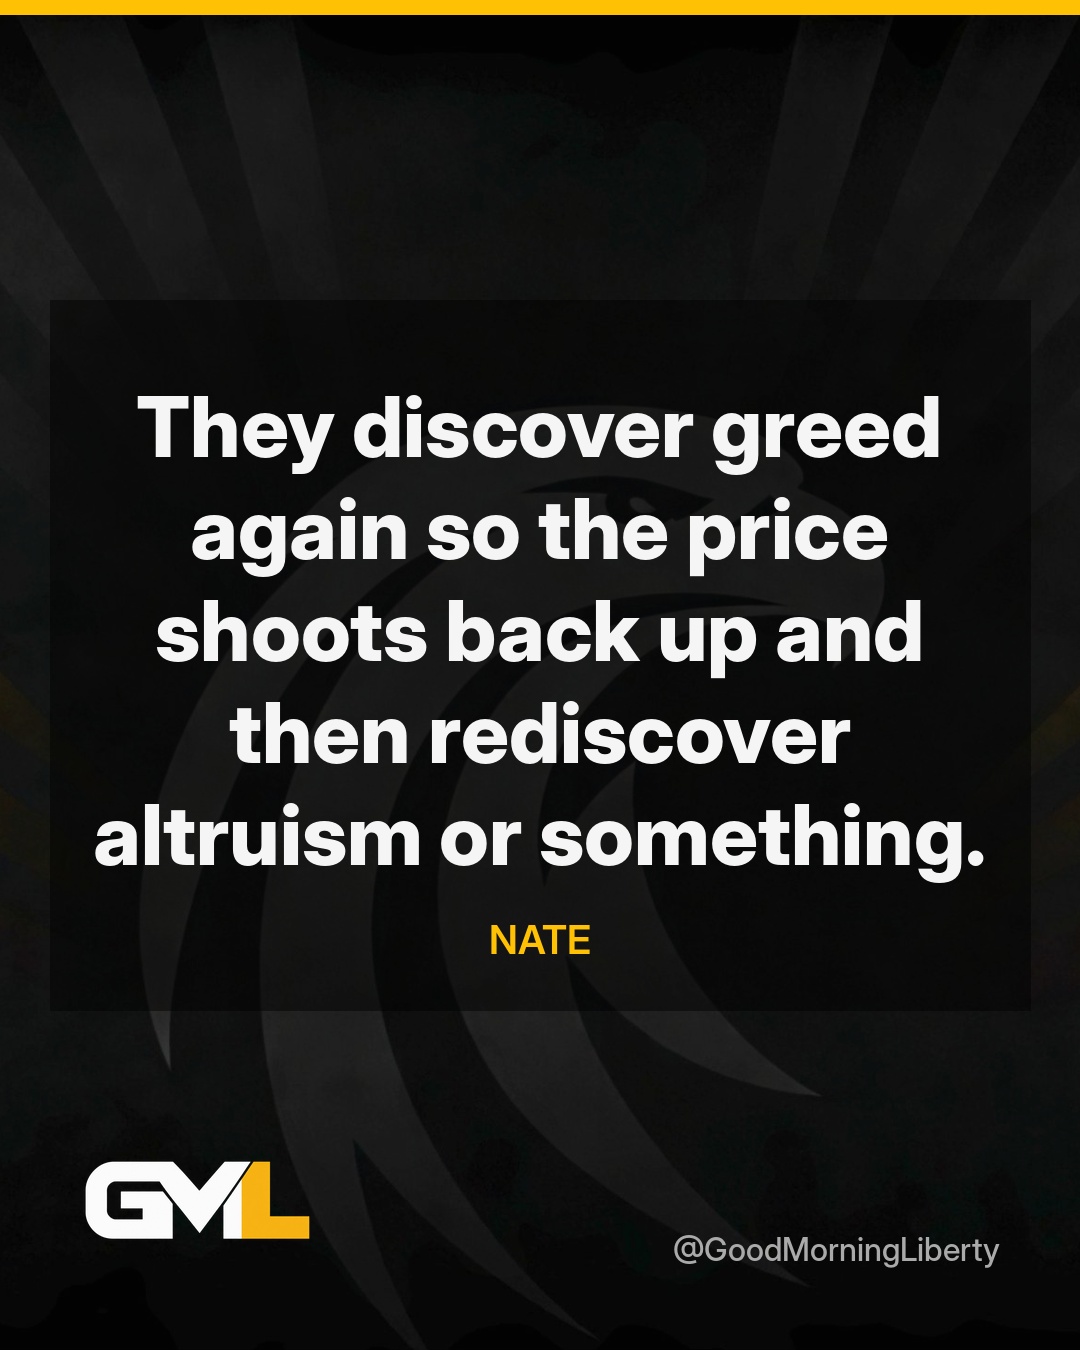 They discover greed
again so the price
shoots back up and
then rediscover
altruism or something.
NATE
GML
@GoodMorningLiberty